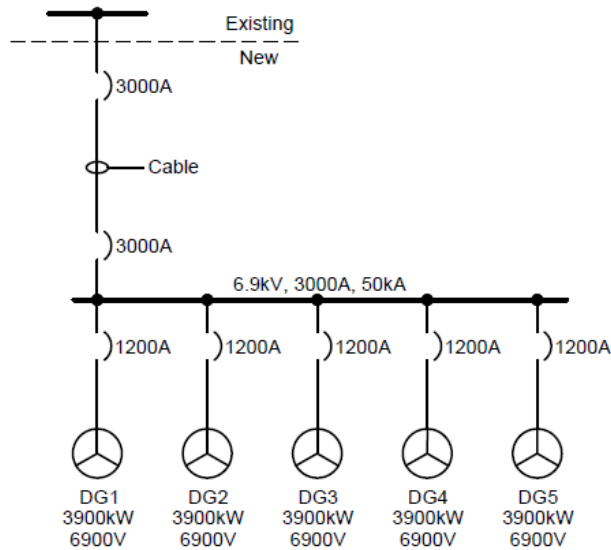 Existing
New
3000A
Cable
3000A
6.9kV, 3000A, 50kA
1200A 1200A 1200A 1200A 1200A
DG1 DG2 DG3 DG4 DG5
3900kW 3900kW 3900kW 3900kW 3900kW
6900V 6900V 6900V 6900V 6900V